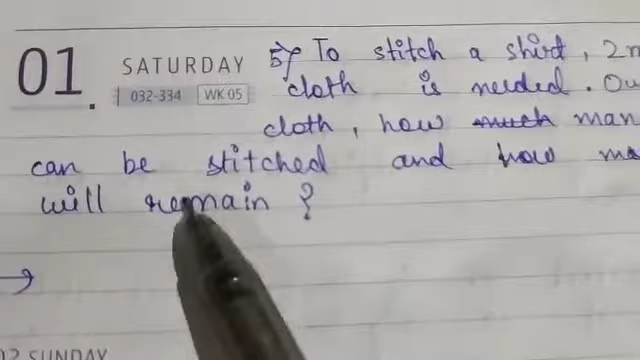 01
SATURDAY
032-334 WK 05
5) To stitch a shirt, 2m
cloth is needed. Ou
cloth, how much man
can be stitched and how ma
will remain ?
02 SUNDAY